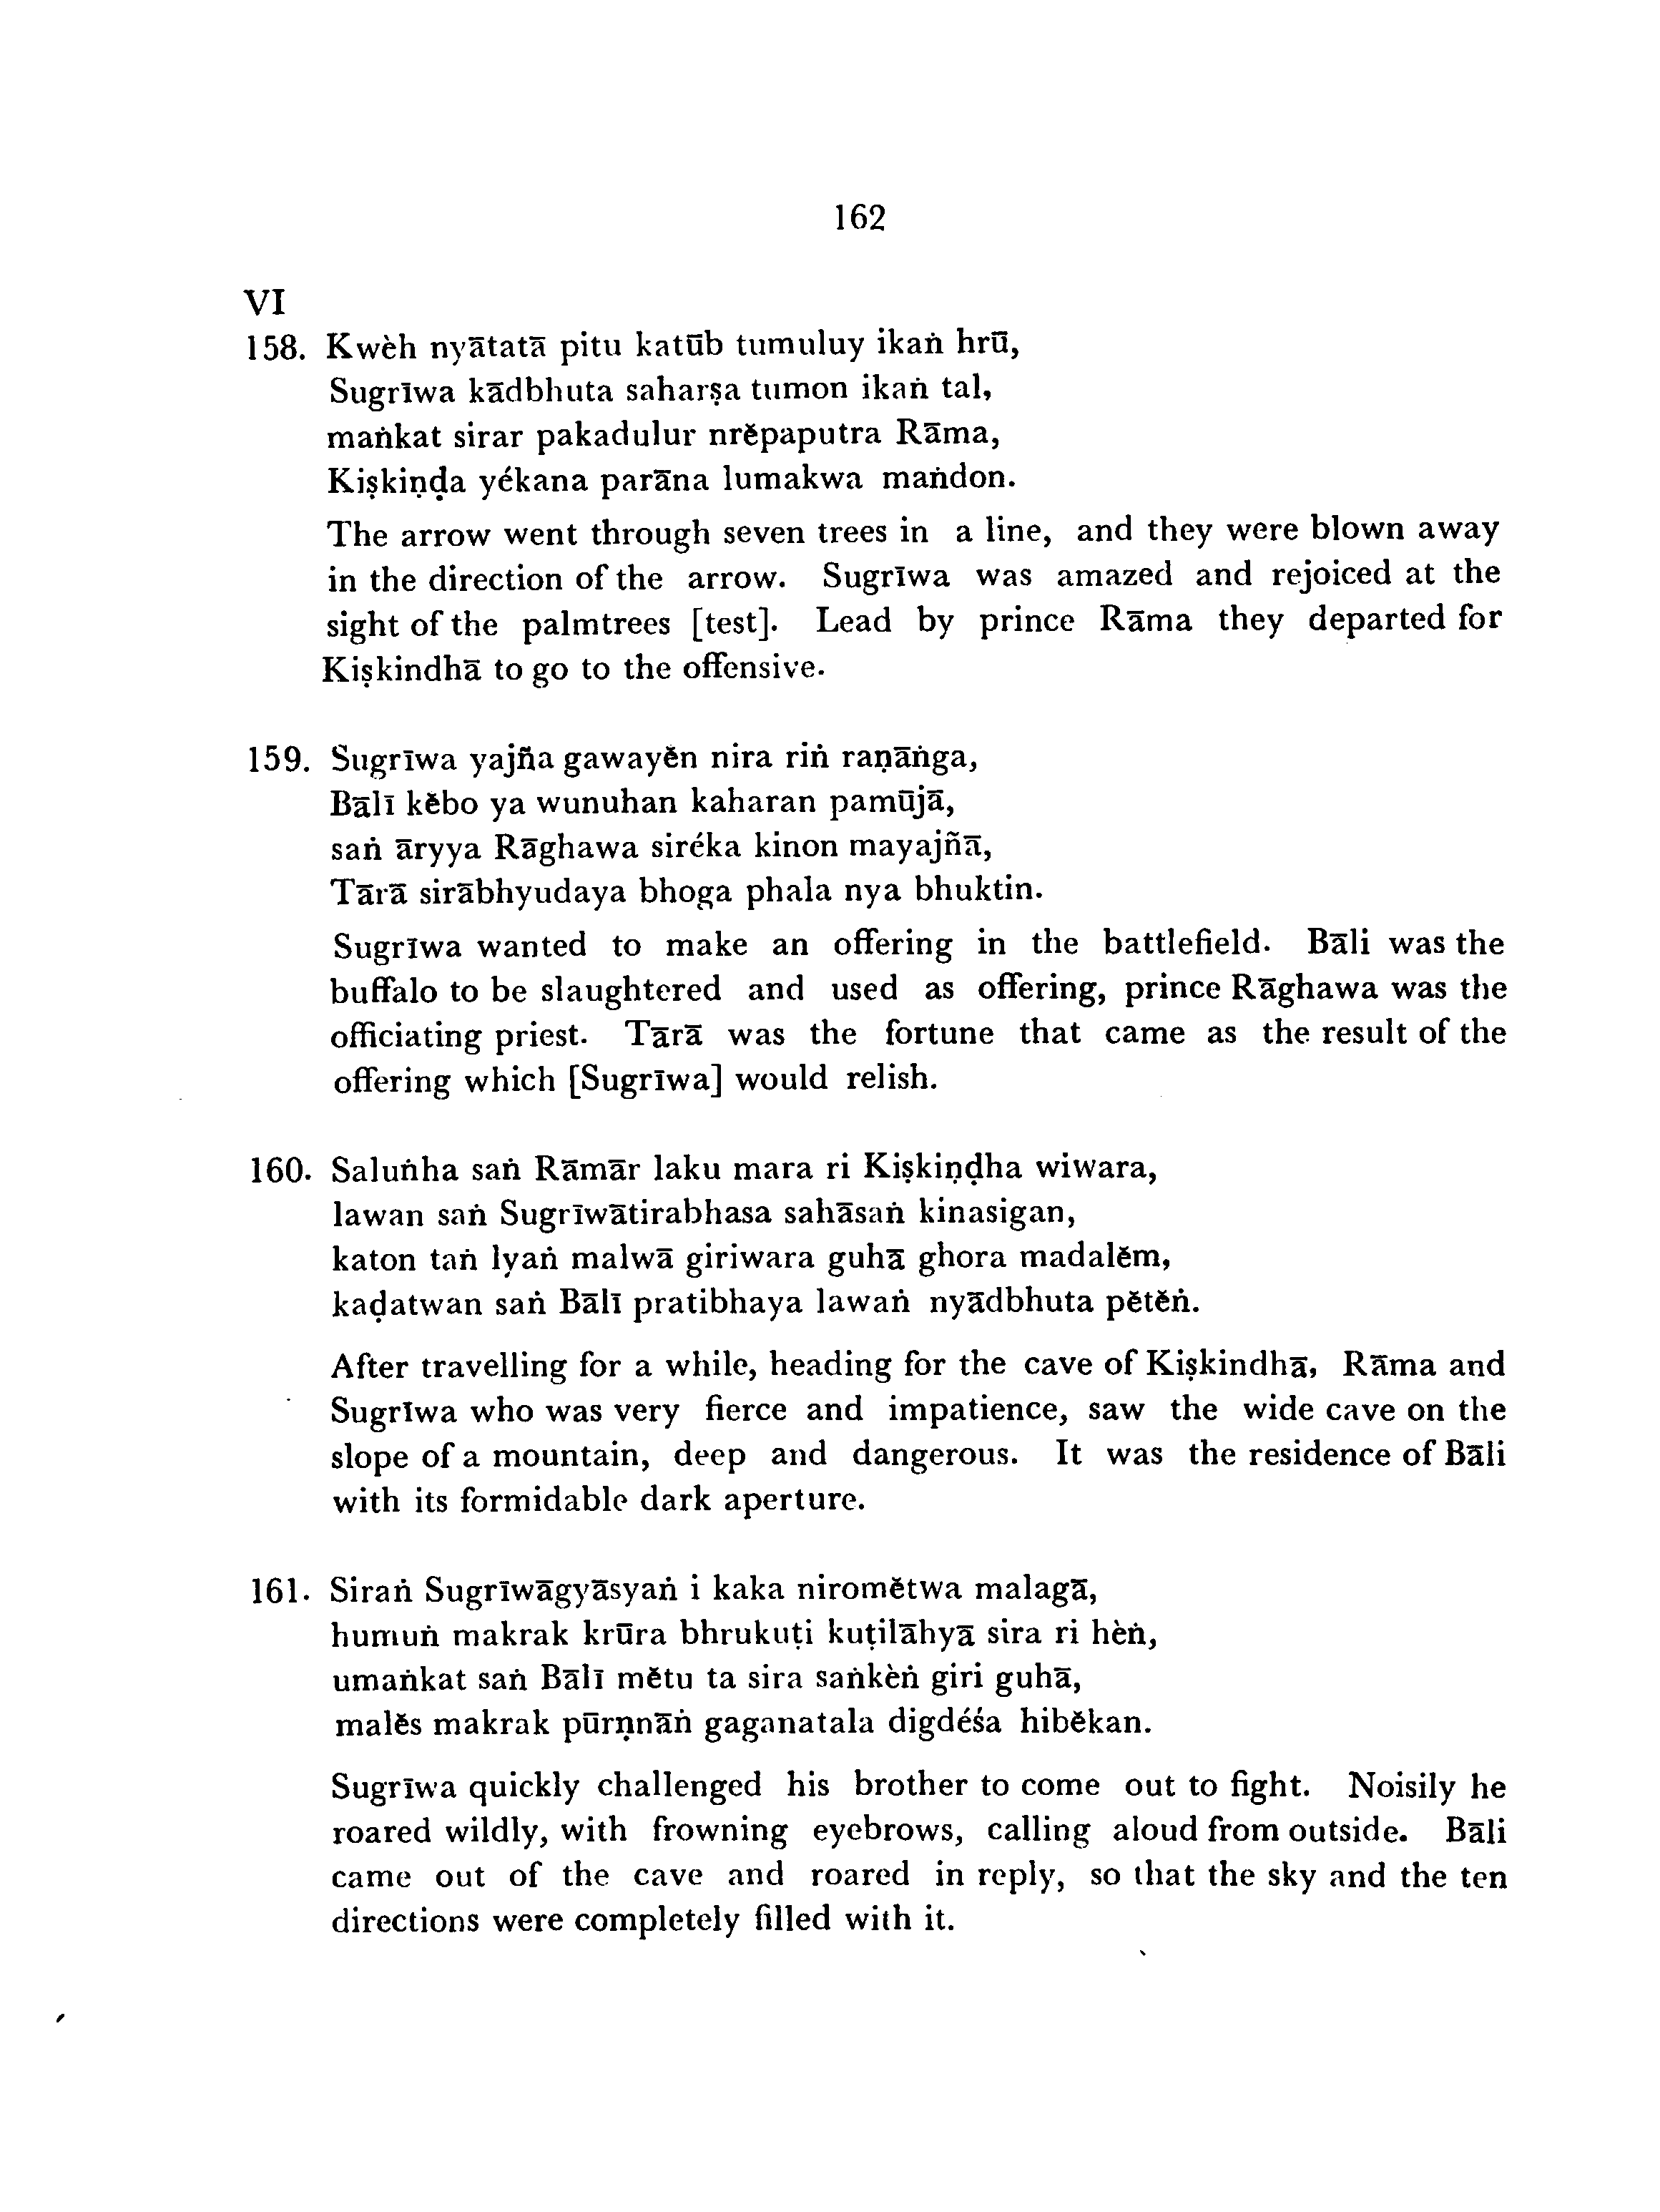 162
VI
158. Kwèh nyātatā pitu katūb tumuluy ikaṅ hrū,
Sugrīwa kādbhuta saharṣa tumon ikaṅ tal,
maṅkat sirar pakadulur nrĕpaputra Rāma,
Kiṣkiṇḍa yékana parāna lumakwa maṅdon.
The arrow went through seven trees in a line, and they were blown away
in the direction of the arrow. Sugrīwa was amazed and rejoiced at the
sight of the palmtrees [test]. Lead by prince Rāma they departed for
Kiṣkindhā to go to the offensive.
159. Sugrīwa yajña gawayĕn nira riṅ raṇāṅga,
Bālī kĕbo ya wunuhan kaharan pamūjā,
saṅ āryya Rāghawa siréka kinon mayajñā,
Tārā sirābhyudaya bhoga phala nya bhuktin.
Sugrīwa wanted to make an offering in the battlefield. Bāli was the
buffalo to be slaughtered and used as offering, prince Rāghawa was the
officiating priest. Tārā was the fortune that came as the result of the
offering which [Sugrīwa] would relish.
160. Saluṅha saṅ Rāmār laku mara ri Kiṣkiṇḍha wiwara,
lawan saṅ Sugrīwātirabhasa sahāsaṅ kinasigan,
katon taṅ lyaṅ malwā giriwara guhā ghora madalĕm,
kaḍatwan saṅ Bālī pratibhaya lawaṅ nyādbhuta pĕtĕṅ.
After travelling for a while, heading for the cave of Kiṣkindhā, Rāma and
Sugrīwa who was very fierce and impatience, saw the wide cave on the
slope of a mountain, deep and dangerous. It was the residence of Bāli
with its formidable dark aperture.
161. Siraṅ Sugrīwāgyāsyaṅ i kaka niromĕtwa malagā,
humuṅ makrak krūra bhrukuṭi kuṭilāhyā sira ri hèṅ,
umaṅkat saṅ Bālī mĕtu ta sira saṅkèṅ giri guhā,
malĕs makrak pūrṇnāṅ gaganatala digdéśa hibĕkan.
Sugrīwa quickly challenged his brother to come out to fight. Noisily he
roared wildly, with frowning eyebrows, calling aloud from outside. Bāli
came out of the cave and roared in reply, so that the sky and the ten
directions were completely filled with it.